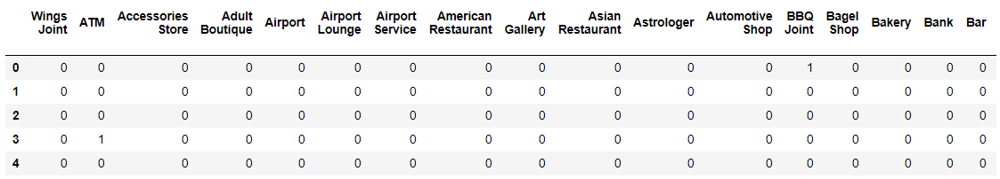 Wings Joint ATM Accessories Store Adult Boutique Airport Airport Lounge Airport Service American Restaurant Art Gallery Asian Restaurant Astrologer Automotive Shop BBQ Joint Bagel Shop Bakery Bank Bar
0 0 0 0 0 0 0 0 0 0 0 0 0 1 0 0 0 0
1 0 0 0 0 0 0 0 0 0 0 0 0 0 0 0 0 0
2 0 0 0 0 0 0 0 0 0 0 0 0 0 0 0 0 0
3 0 1 0 0 0 0 0 0 0 0 0 0 0 0 0 0 0
4 0 0 0 0 0 0 0 0 0 0 0 0 0 0 0 0 0